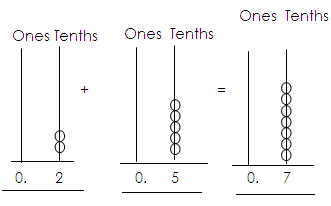 Ones Tenths
Ones Tenths
Ones Tenths
+
=
0. 2
0. 5
0. 7